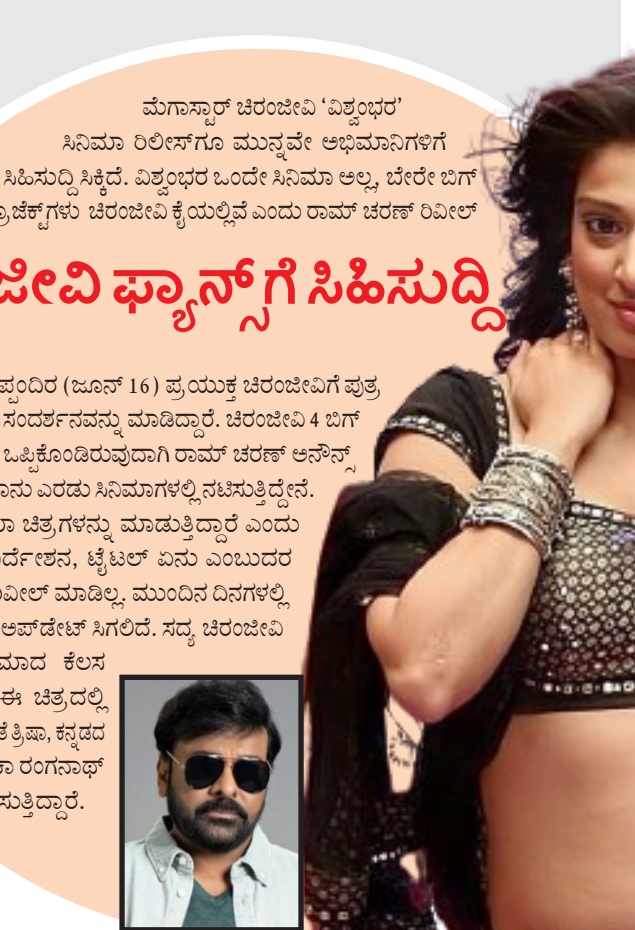 ಮೆಗಾಸ್ಟಾರ್ ಚಿರಂಜೀವಿ ‘ವಿಶ್ವಂಭರ’
ಸಿನಿಮಾ ರಿಲೀಸ್‌ಗೂ ಮುನ್ನವೇ ಅಭಿಮಾನಿಗಳಿಗೆ
ಸಿಹಿಸುದ್ದಿ ಸಿಕ್ಕಿದೆ. ವಿಶ್ವಂಭರ ಒಂದೇ ಸಿನಿಮಾ ಅಲ್ಲ, ಬೇರೇ ಬಿಗ್
ರಾಜೆಕ್ಟ್‌ಗಳು ಚಿರಂಜೀವಿ ಕೈಯಲ್ಲಿವೆ ಎಂದು ರಾಮ್ ಚರಣ್ ರಿವೀಲ್
ಜೀವಿ ಫ್ಯಾನ್ಸ್‌ಗೆ ಸಿಹಿಸುದ್ದಿ
ಪ್ಪಂದಿರ (ಜೂನ್ 16) ಪ್ರಯುಕ್ತ ಚಿರಂಜೀವಿಗೆ ಪುತ್ರ
ಸಂದರ್ಶನವನ್ನು ಮಾಡಿದ್ದಾರೆ. ಚಿರಂಜೀವಿ 4 ಬಿಗ್
ಒಪ್ಪಿಕೊಂಡಿರುವುದಾಗಿ ರಾಮ್ ಚರಣ್ ಅನೌನ್ಸ್
ಾನು ಎರಡು ಸಿನಿಮಾಗಳಲ್ಲಿ ನಟಿಸುತ್ತಿದ್ದೇನೆ.
ಚಿತ್ರಗಳನ್ನು ಮಾಡುತ್ತಿದ್ದಾರೆ ಎಂದು
ರ್ದೇಶನ, ಟೈಟಲ್ ಏನು ಎಂಬುದರ
ವೀಲ್ ಮಾಡಿಲ್ಲ. ಮುಂದಿನ ದಿನಗಳಲ್ಲಿ
ಅಪ್‌ಡೇಟ್ ಸಿಗಲಿದೆ. ಸದ್ಯ ಚಿರಂಜೀವಿ
ಮಾದ ಕೆಲಸ
ಈ ಚಿತ್ರದಲ್ಲಿ
ತ್ರಿಷಾ, ಕನ್ನಡದ
ಕಾ ರಂಗನಾಥ್
ಸುತ್ತಿದ್ದಾರೆ.